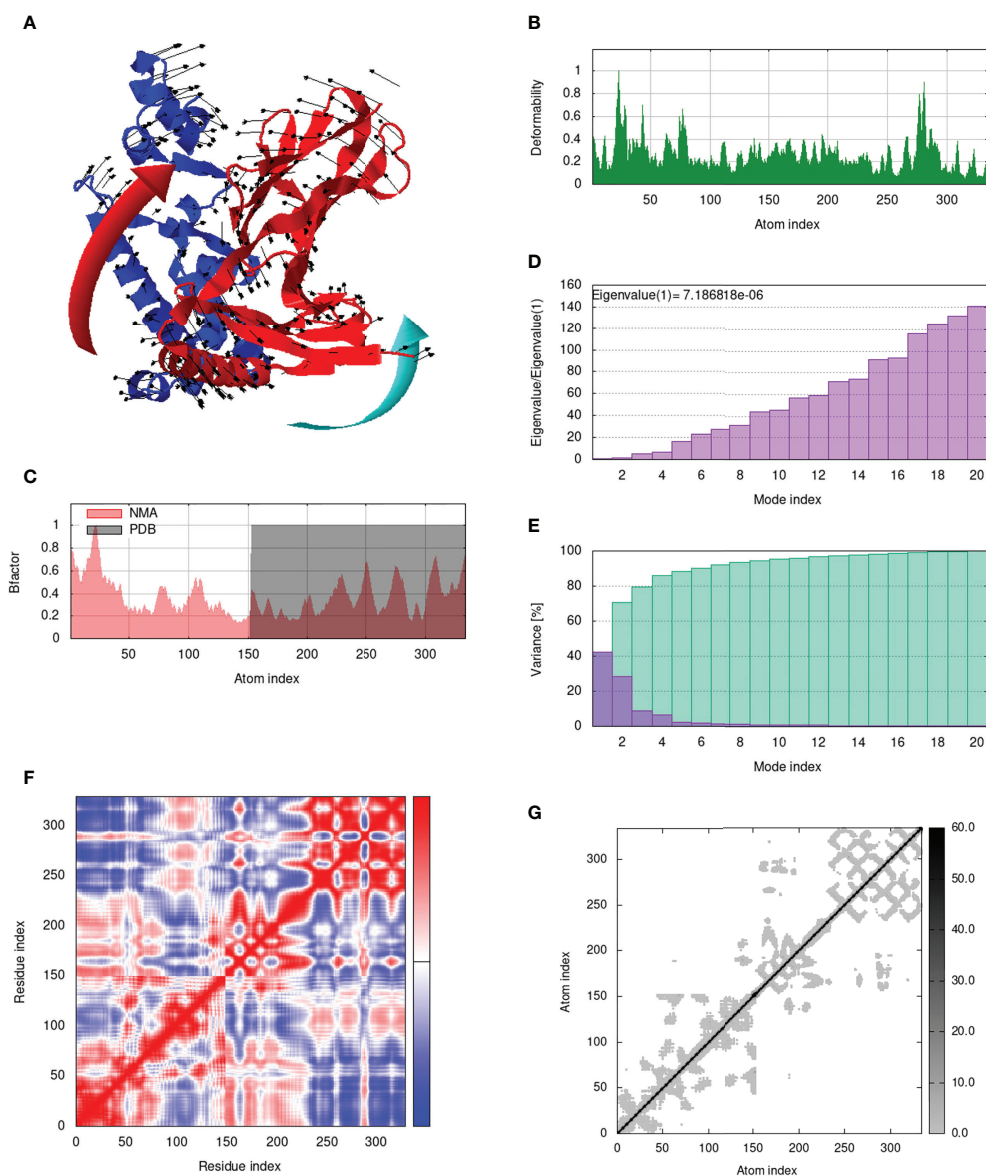 A
B
1
0.8
0.6
0.4
0.2
0
Deformability
50 100 150 200 250 300
Atom index
D
160
140
120
100
80
60
40
20
0
Eigenvalue/Eigenvalue(1)
Eigenvalue(1)= 7.186818e-06
2 4 6 8 10 12 14 16 18 20
Mode index
C
NMA
PDB
1
0.8
0.6
0.4
0.2
0
Bfactor
50 100 150 200 250 300
Atom index
E
100
80
60
40
20
0
Variance [%]
2 4 6 8 10 12 14 16 18 20
Mode index
F
300
250
200
150
100
50
0
Residue index
0 50 100 150 200 250 300
Residue index
G
300
250
200
150
100
50
0
Atom index
0 50 100 150 200 250 300
Atom index
60.0
50.0
40.0
30.0
20.0
10.0
0.0